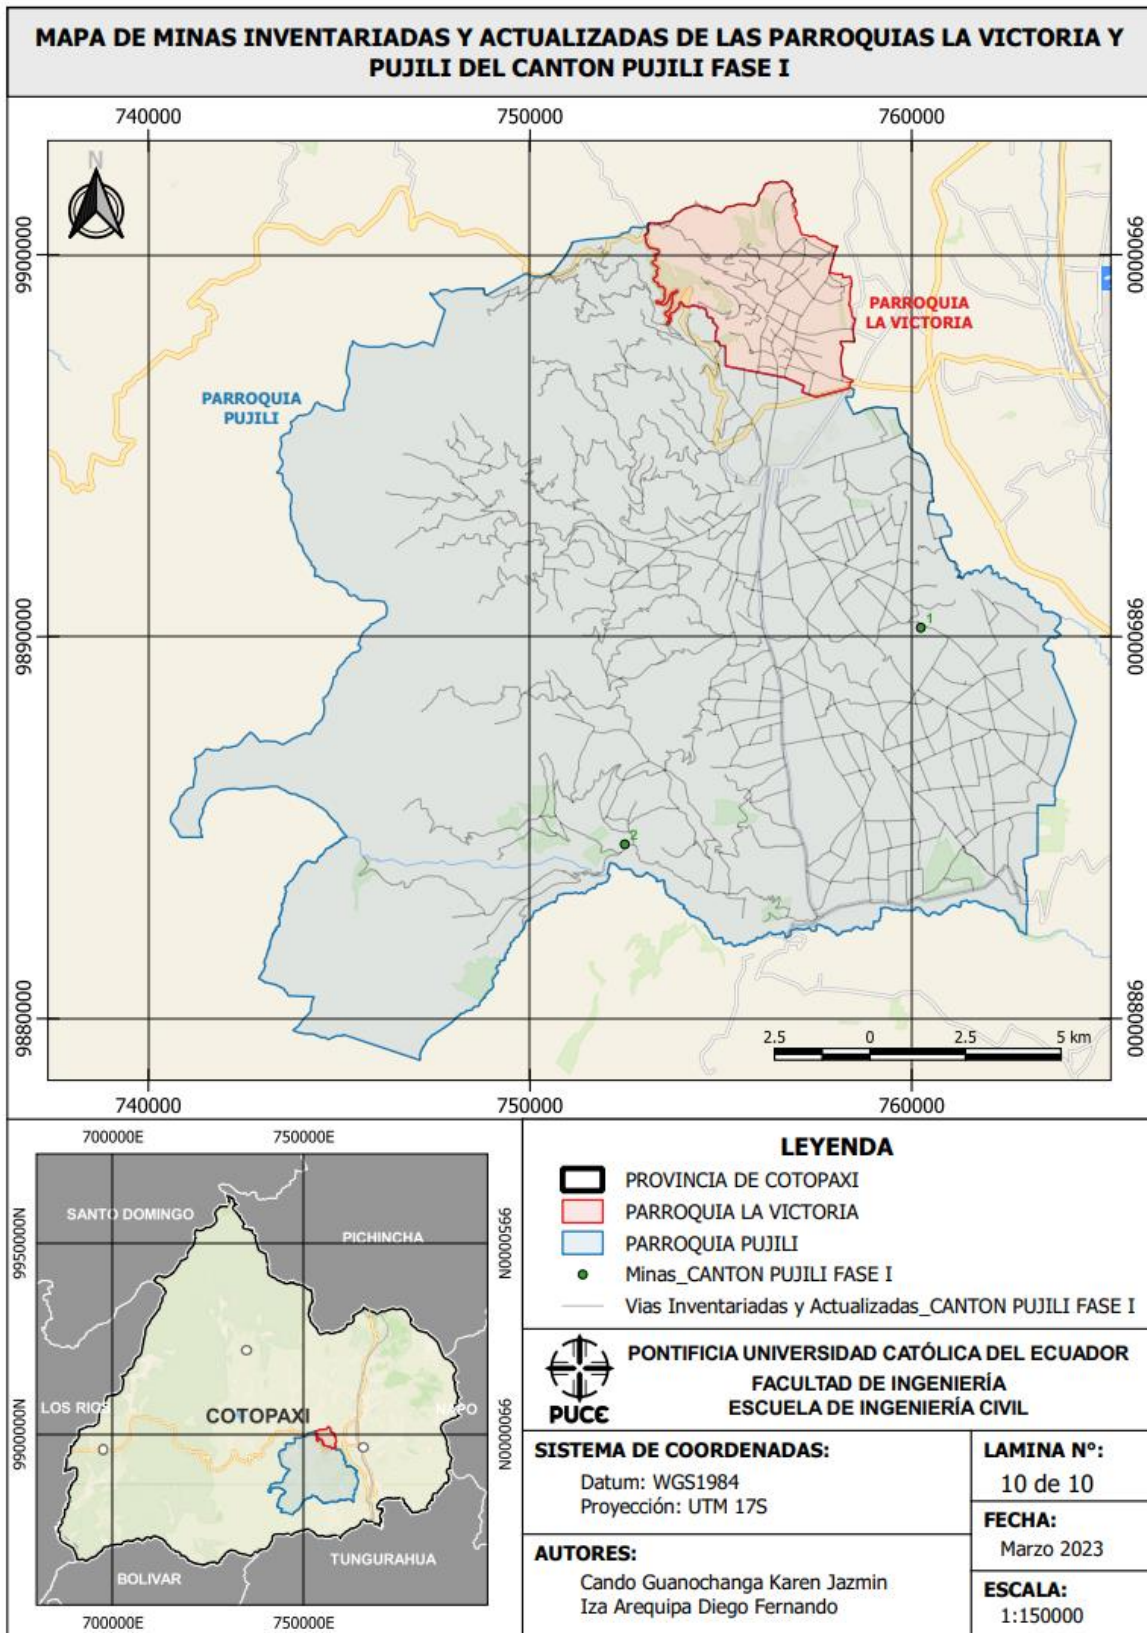 MAPA DE MINAS INVENTARIADAS Y ACTUALIZADAS DE LAS PARROQUIAS LA VICTORIA Y
PUJILI DEL CANTON PUJILI FASE I
740000
750000
760000
N
9900000
9900000
PARROQUIA
LA VICTORIA
PARROQUIA
PUJILI
1
9890000
9890000
2
9880000
9880000
2.5
0
2.5
5 km
740000
750000
760000
700000E
750000E
SANTO DOMINGO
PICHINCHA
9950000N
9950000N
LOS RIOS
COTOPAXI
NAPO
9900000N
9900000N
TUNGURAHUA
BOLIVAR
700000E
750000E
LEYENDA
PROVINCIA DE COTOPAXI
PARROQUIA LA VICTORIA
PARROQUIA PUJILI
Minas_CANTON PUJILI FASE I
Vias Inventariadas y Actualizadas_CANTON PUJILI FASE I
PUCE
PONTIFICIA UNIVERSIDAD CATÓLICA DEL ECUADOR
FACULTAD DE INGENIERÍA
ESCUELA DE INGENIERÍA CIVIL
SISTEMA DE COORDENADAS:
Datum: WGS1984
Proyección: UTM 17S
LAMINA N°:
10 de 10
FECHA:
Marzo 2023
AUTORES:
Cando Guanochanga Karen Jazmin
Iza Arequipa Diego Fernando
ESCALA:
1:150000